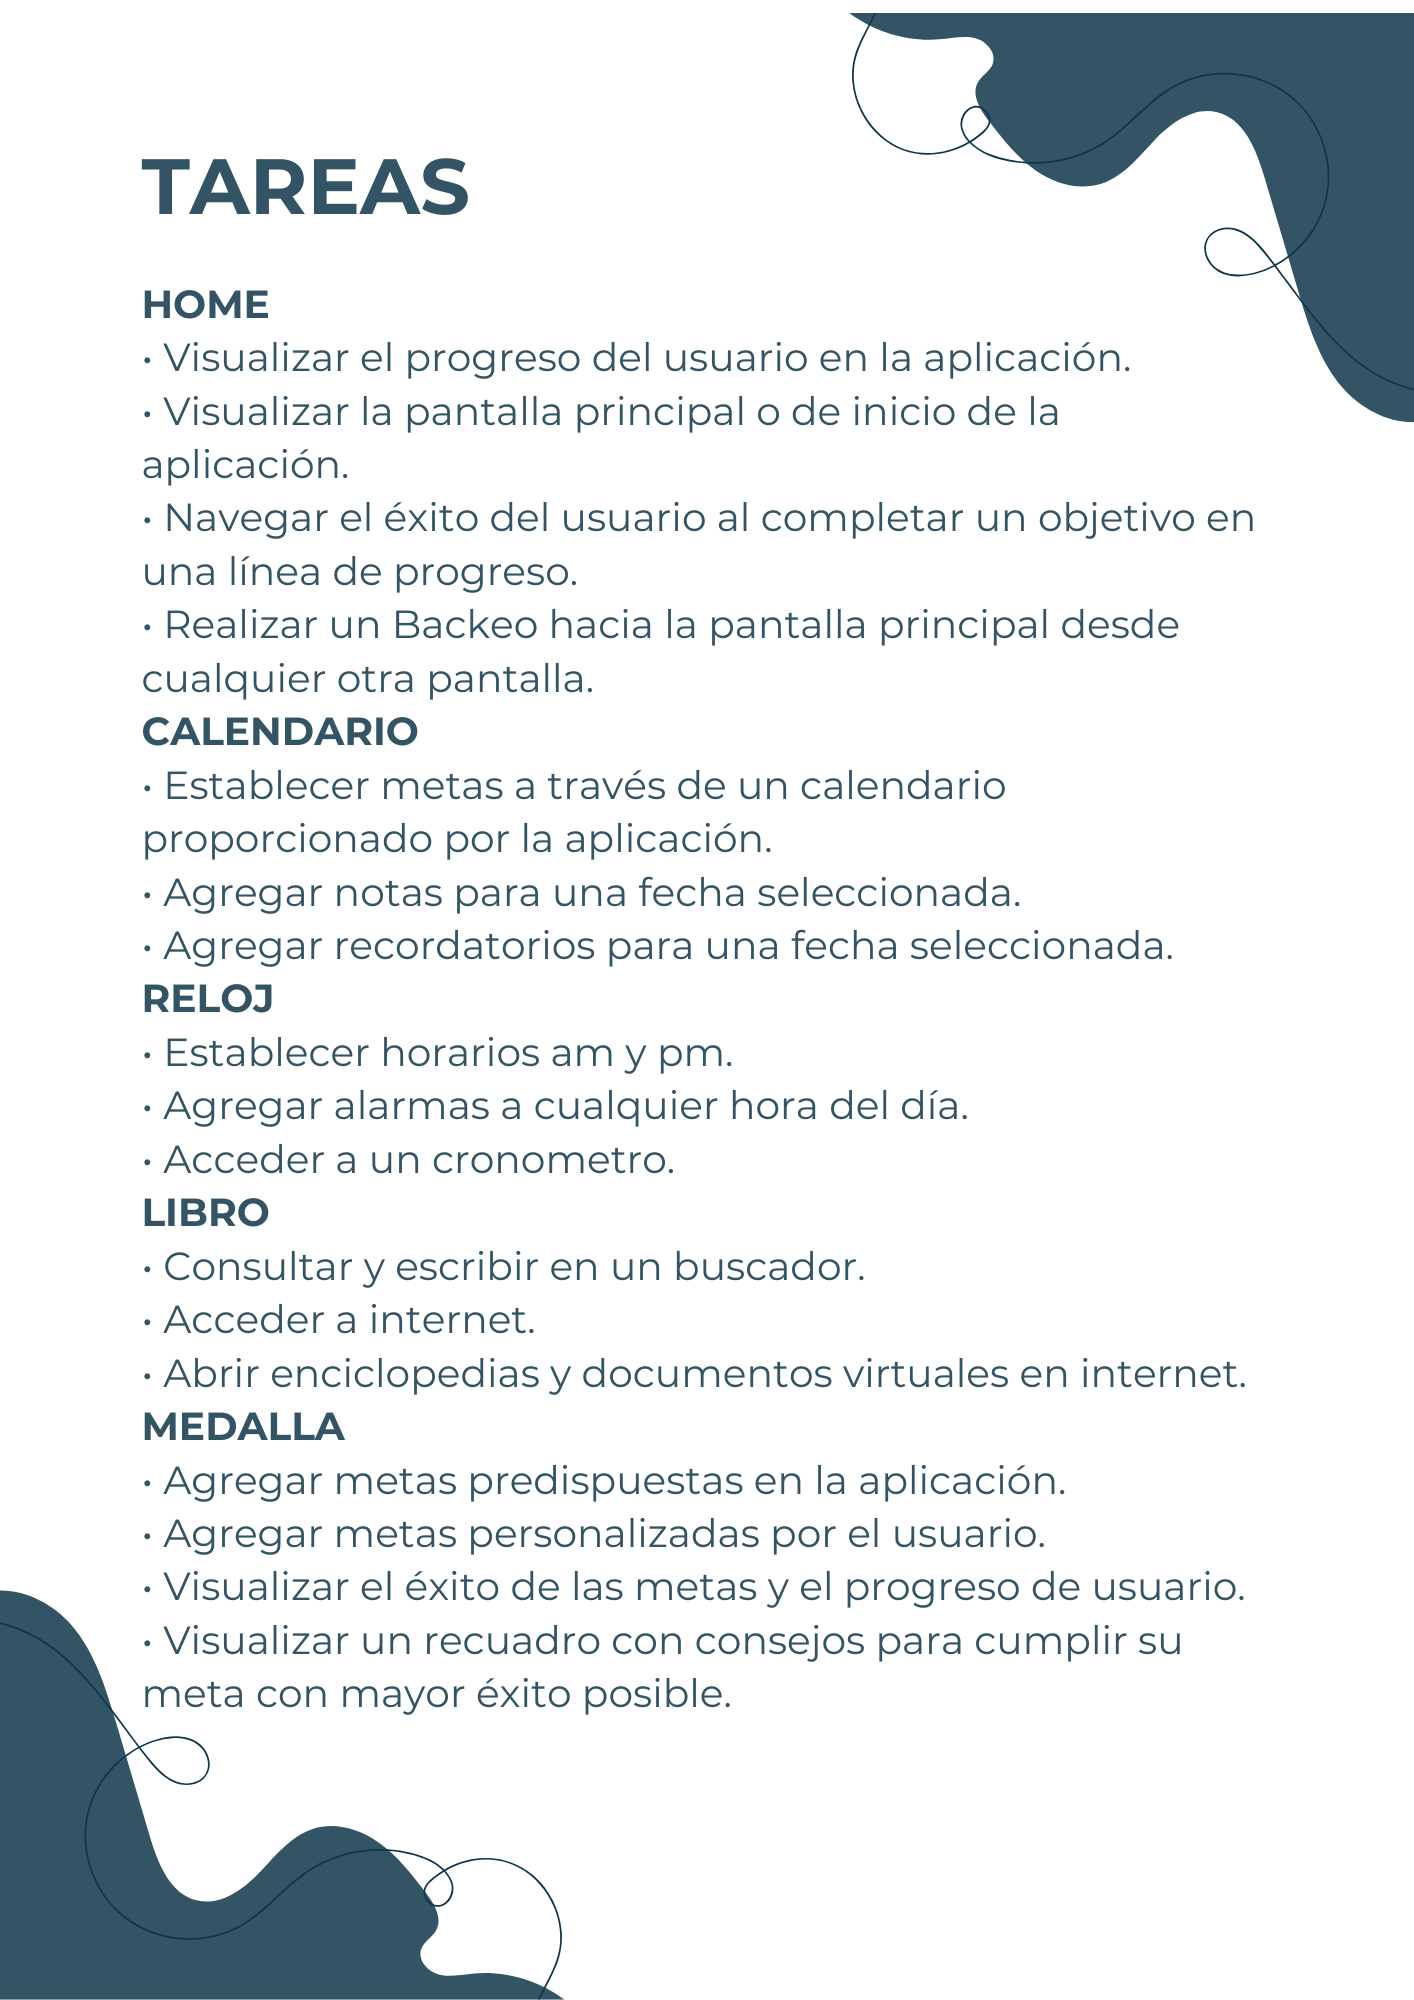 TAREAS
HOME
• Visualizar el progreso del usuario en la aplicación.
• Visualizar la pantalla principal o de inicio de la
aplicación.
• Navegar el éxito del usuario al completar un objetivo en
una línea de progreso.
• Realizar un Backeo hacia la pantalla principal desde
cualquier otra pantalla.
CALENDARIO
• Establecer metas a través de un calendario
proporcionado por la aplicación.
• Agregar notas para una fecha seleccionada.
• Agregar recordatorios para una fecha seleccionada.
RELOJ
• Establecer horarios am y pm.
• Agregar alarmas a cualquier hora del día.
• Acceder a un cronometro.
LIBRO
• Consultar y escribir en un buscador.
• Acceder a internet.
• Abrir enciclopedias y documentos virtuales en internet.
MEDALLA
• Agregar metas predispuestas en la aplicación.
• Agregar metas personalizadas por el usuario.
• Visualizar el éxito de las metas y el progreso de usuario.
• Visualizar un recuadro con consejos para cumplir su
meta con mayor éxito posible.